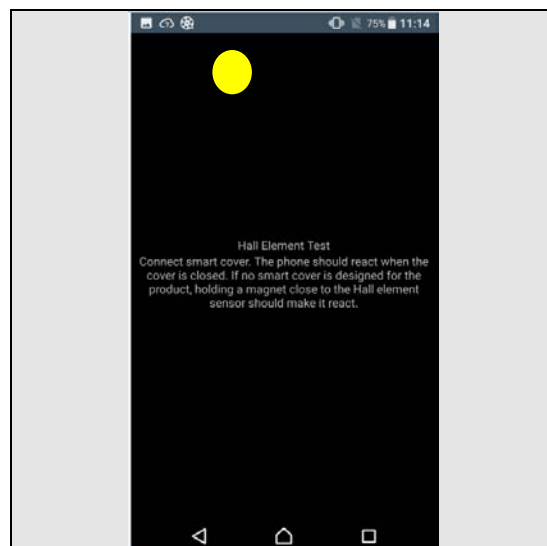 75% 11:14
Hall Element Test
Connect smart cover. The phone should react when the
cover is closed. If no smart cover is designed for the
product, holding a magnet close to the Hall element
sensor should make it react.